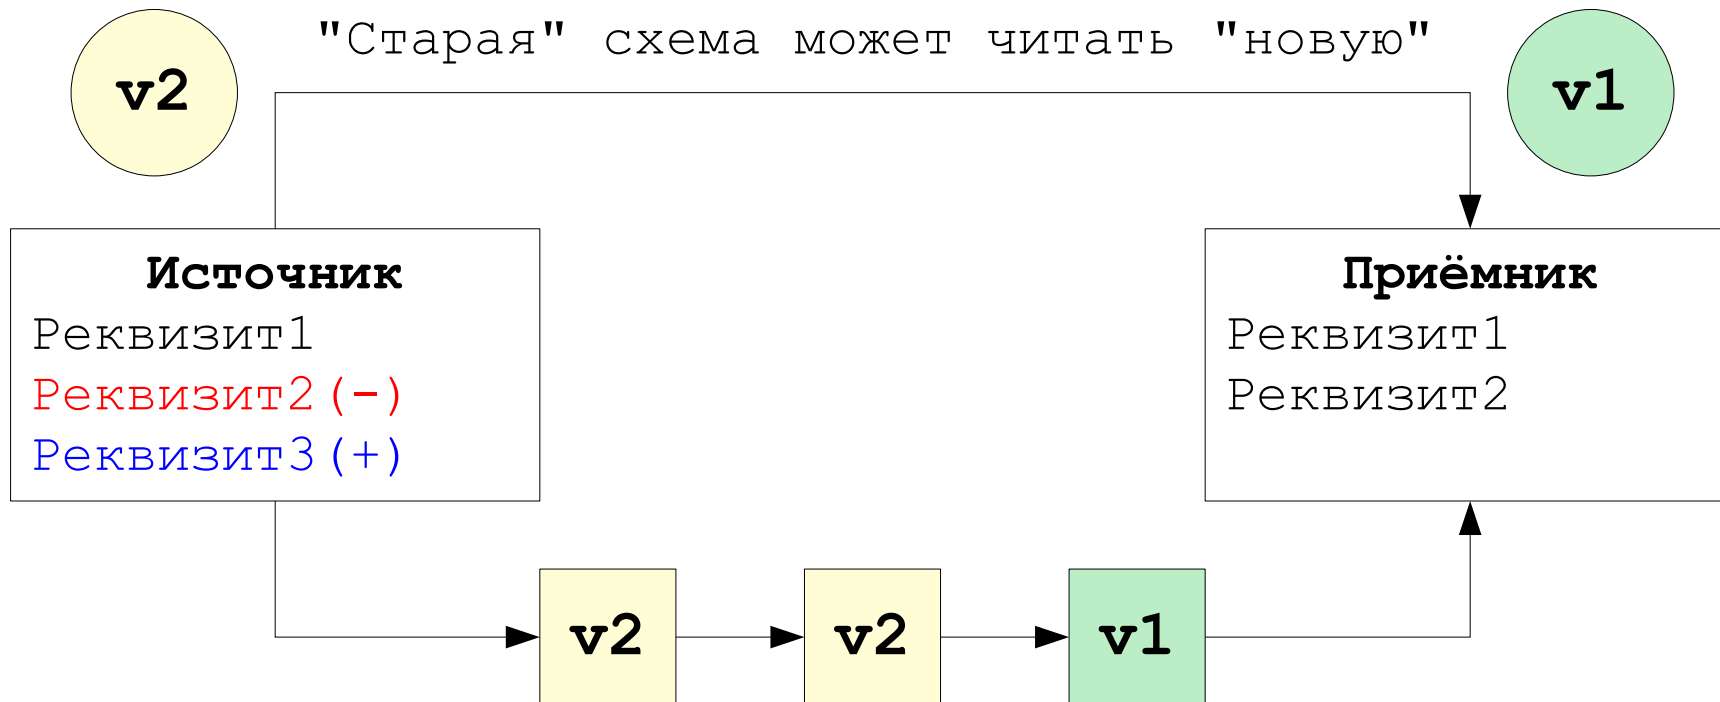 "Старая" схема может читать "новую"
v2
v1
Источник
Реквизит1
Реквизит2(-)
Реквизит3(+)
Приёмник
Реквизит1
Реквизит2
v2
v2
v1